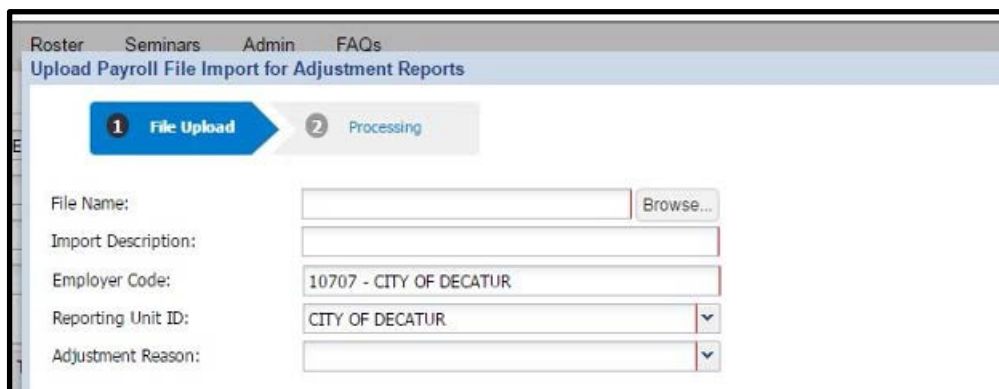 Roster Seminars Admin FAQs
Upload Payroll File Import for Adjustment Reports
1 File Upload 2 Processing
File Name: Browse...
Import Description:
Employer Code: 10707 - CITY OF DECATUR
Reporting Unit ID: CITY OF DECATUR
Adjustment Reason: